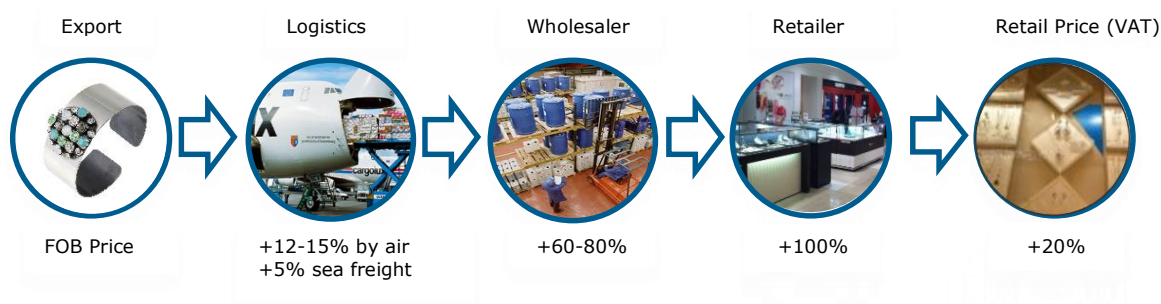 Export
Logistics
Wholesaler
Retailer
Retail Price (VAT)
X
cargolux
FOB Price
+12-15% by air
+5% sea freight
+60-80%
+100%
+20%